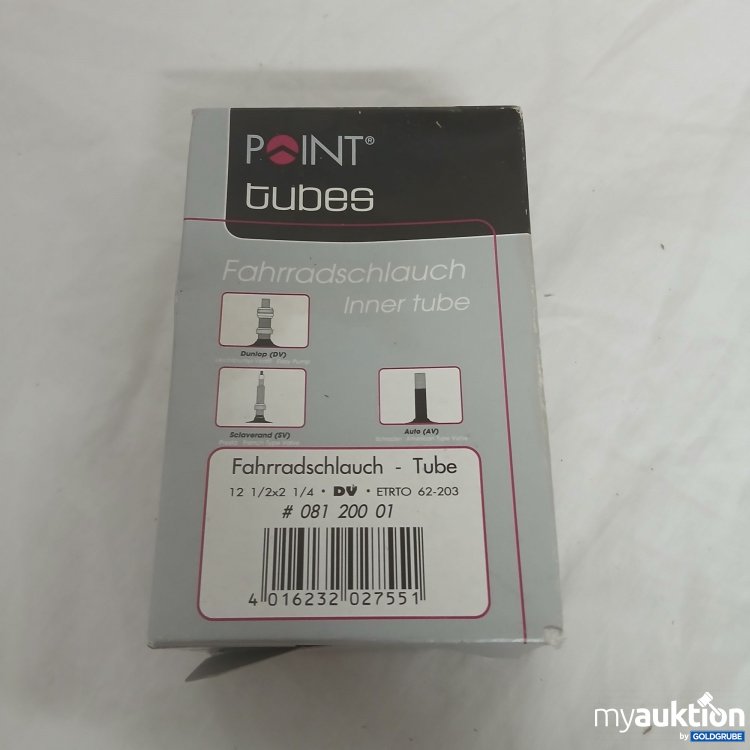 POINT®
tubes
Fahrradschlauch
Inner tube
Dunlop (DV)
Sclaverand (SV)
Auto (AV)
Fahrradschlauch - Tube
12 1/2x2 1/4 • DV • ETRTO 62-203
# 081 200 01
4 016232 027551
myauktion
by GOLDGRUBE